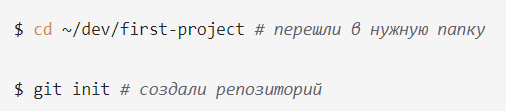 $ cd ~/dev/first-project # перешли в нужную папку
$ git init # создали репозиторий